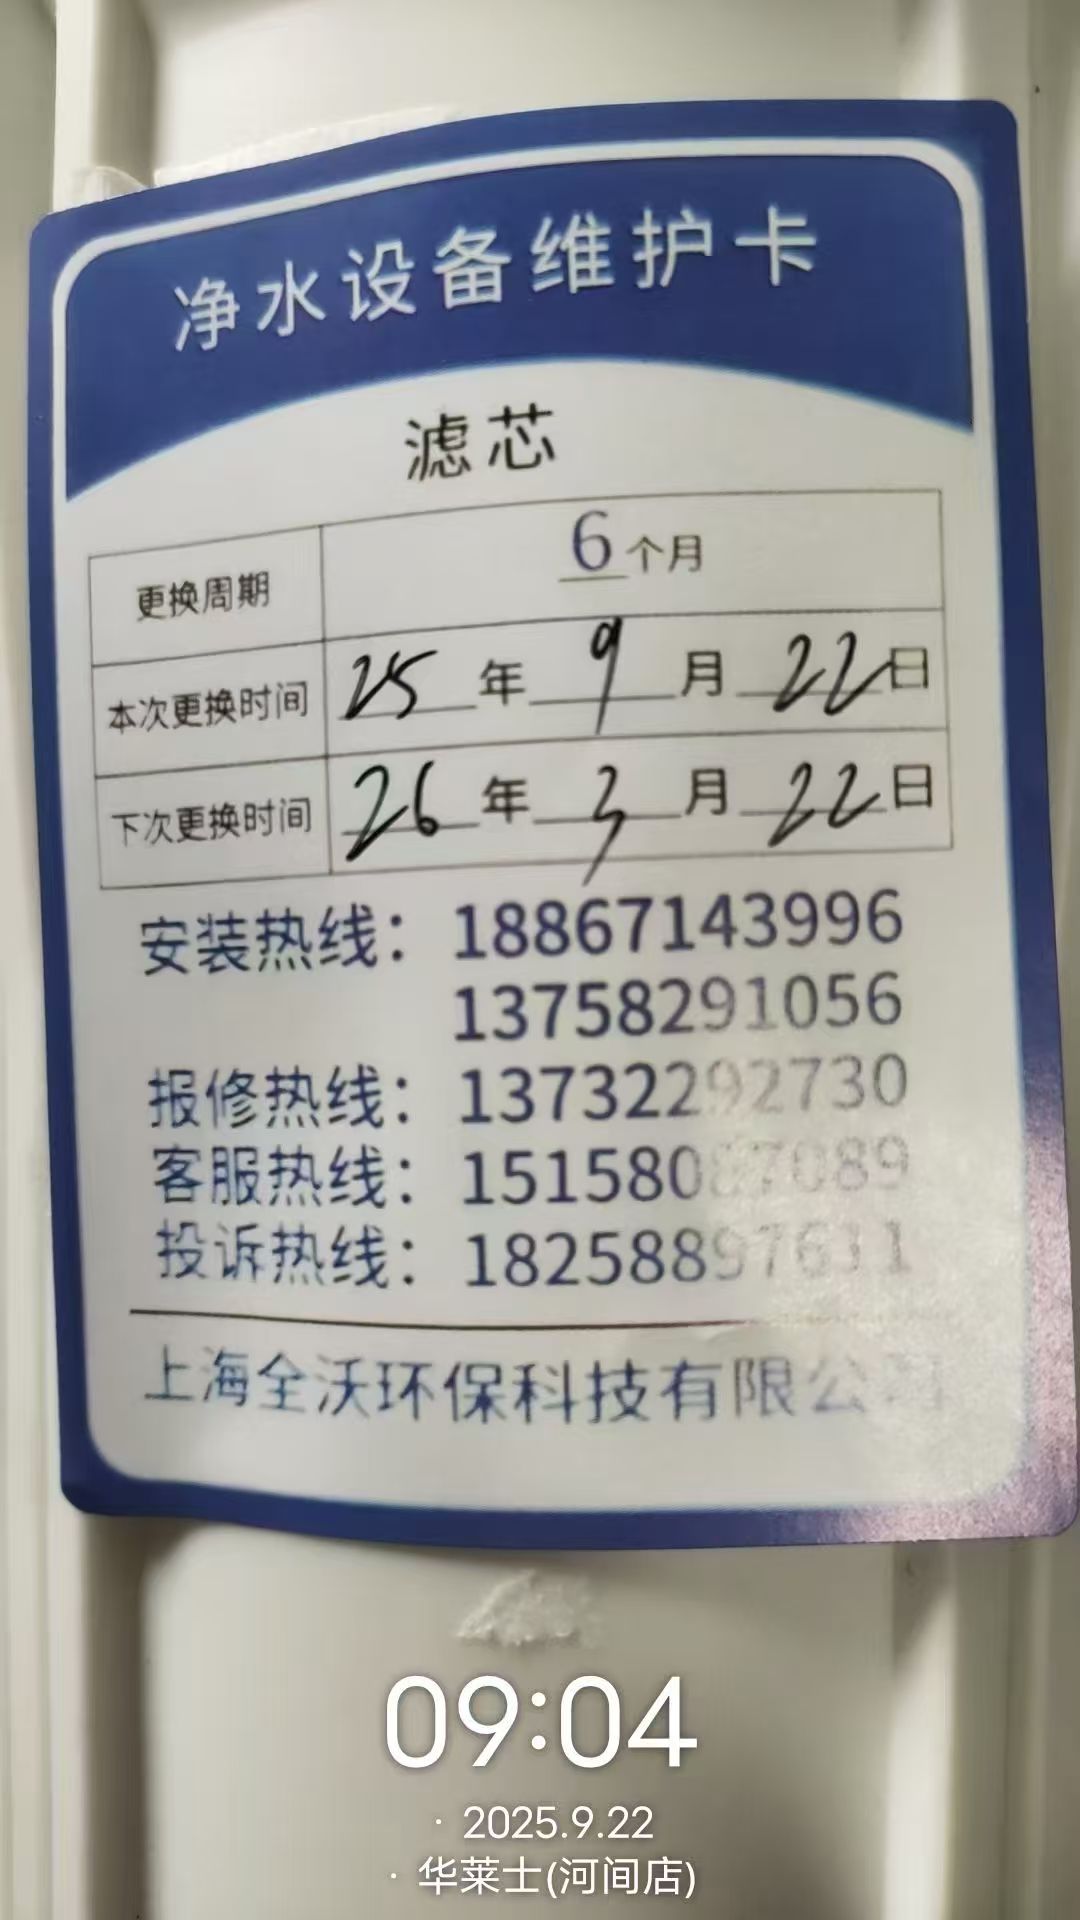 净水设备维护卡
滤芯
更换周期 6个月
本次更换时间 25年9月22日
下次更换时间 26年3月22日
安装热线：18867143996
13758291056
报修热线：13732292730
客服热线：15158087089
投诉热线：18258897611
上海全沃环保科技有限公司
09:04
· 2025.9.22
· 华莱士(河间店)